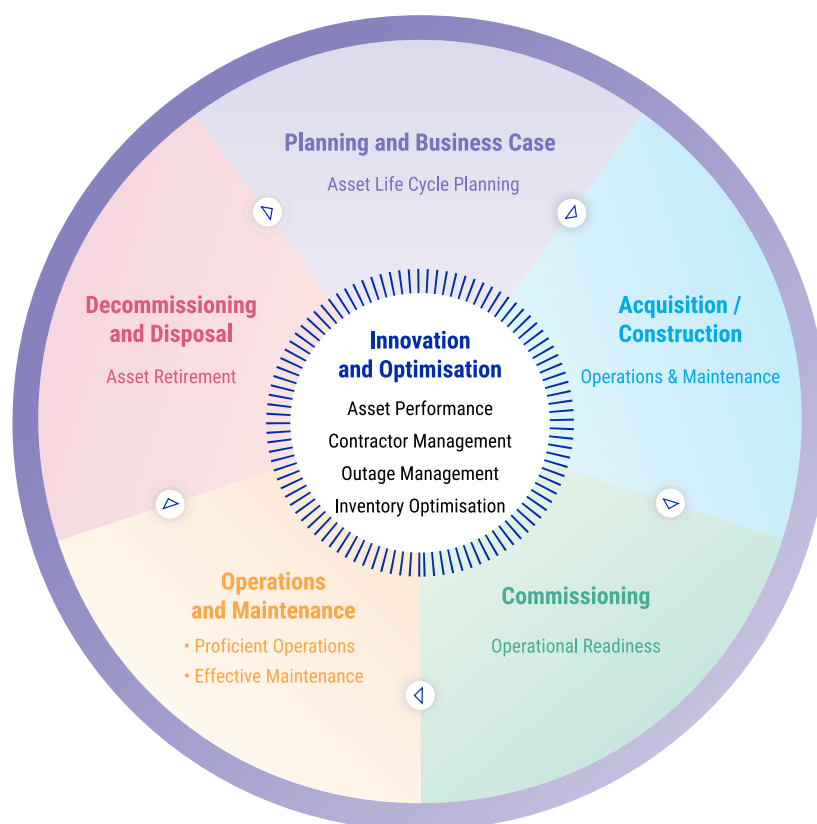 Planning and Business Case
Asset Life Cycle Planning
Acquisition /
Construction
Operations & Maintenance
Commissioning
Operational Readiness
Operations
and Maintenance
• Proficient Operations
• Effective Maintenance
Decommissioning
and Disposal
Asset Retirement
Innovation
and Optimisation
Asset Performance
Contractor Management
Outage Management
Inventory Optimisation